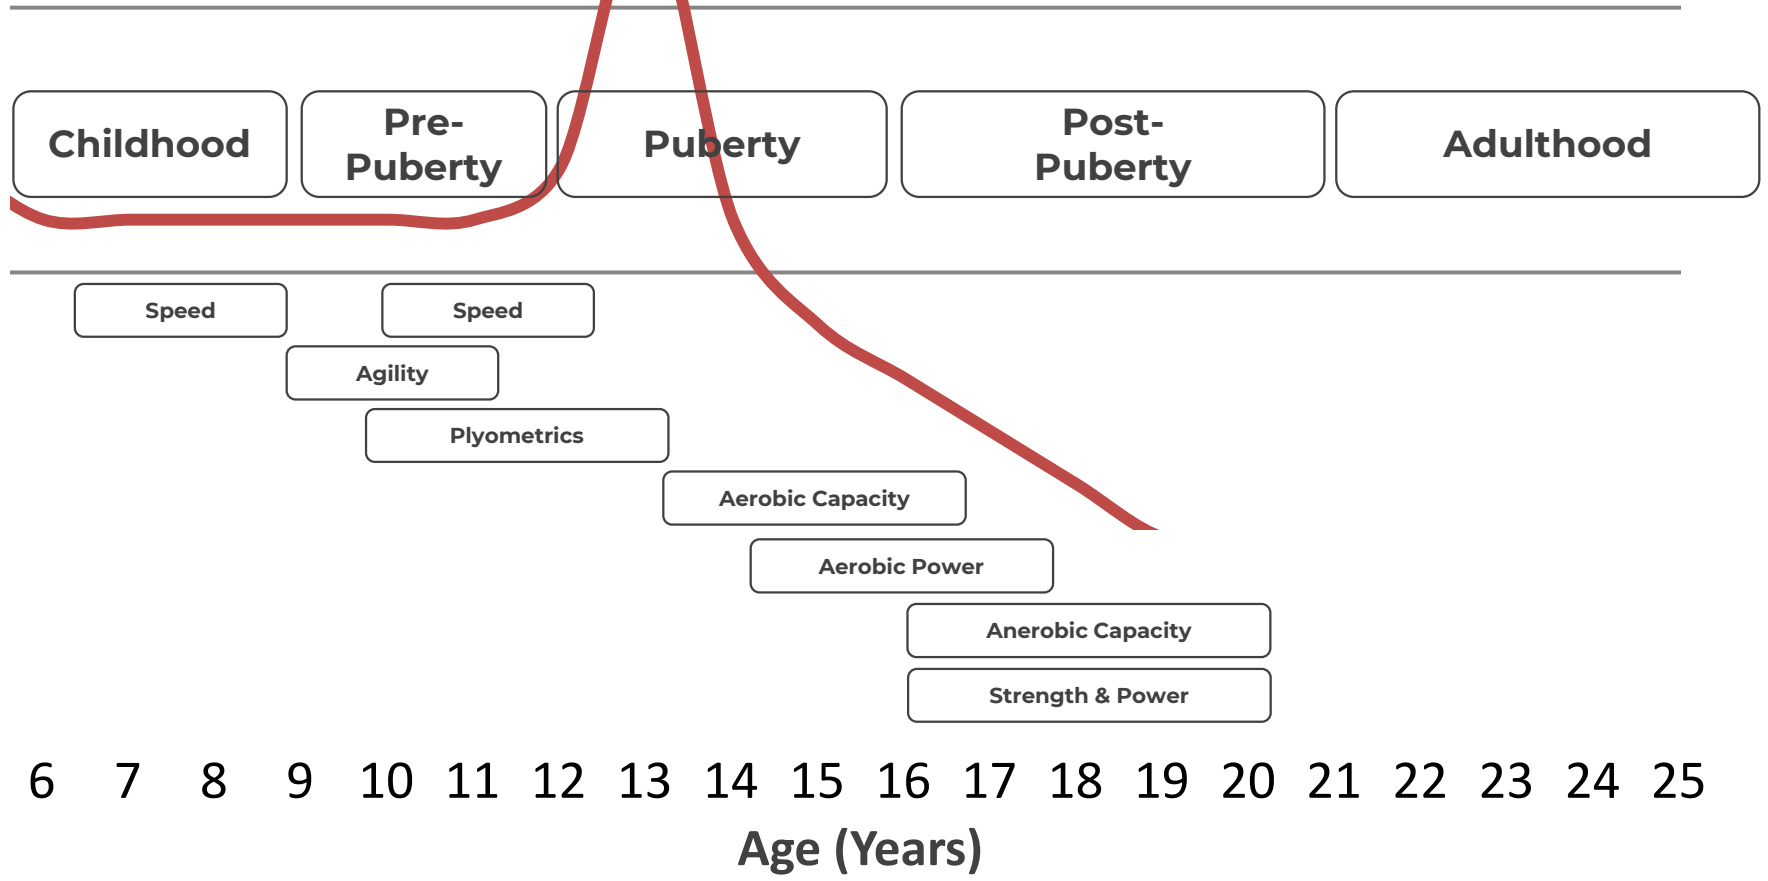 Childhood
Pre-
Puberty
Puberty
Post-
Puberty
Adulthood
Speed
Speed
Agility
Plyometrics
Aerobic Capacity
Aerobic Power
Anerobic Capacity
Strength & Power
6 7 8 9 10 11 12 13 14 15 16 17 18 19 20 21 22 23 24 25
Age (Years)